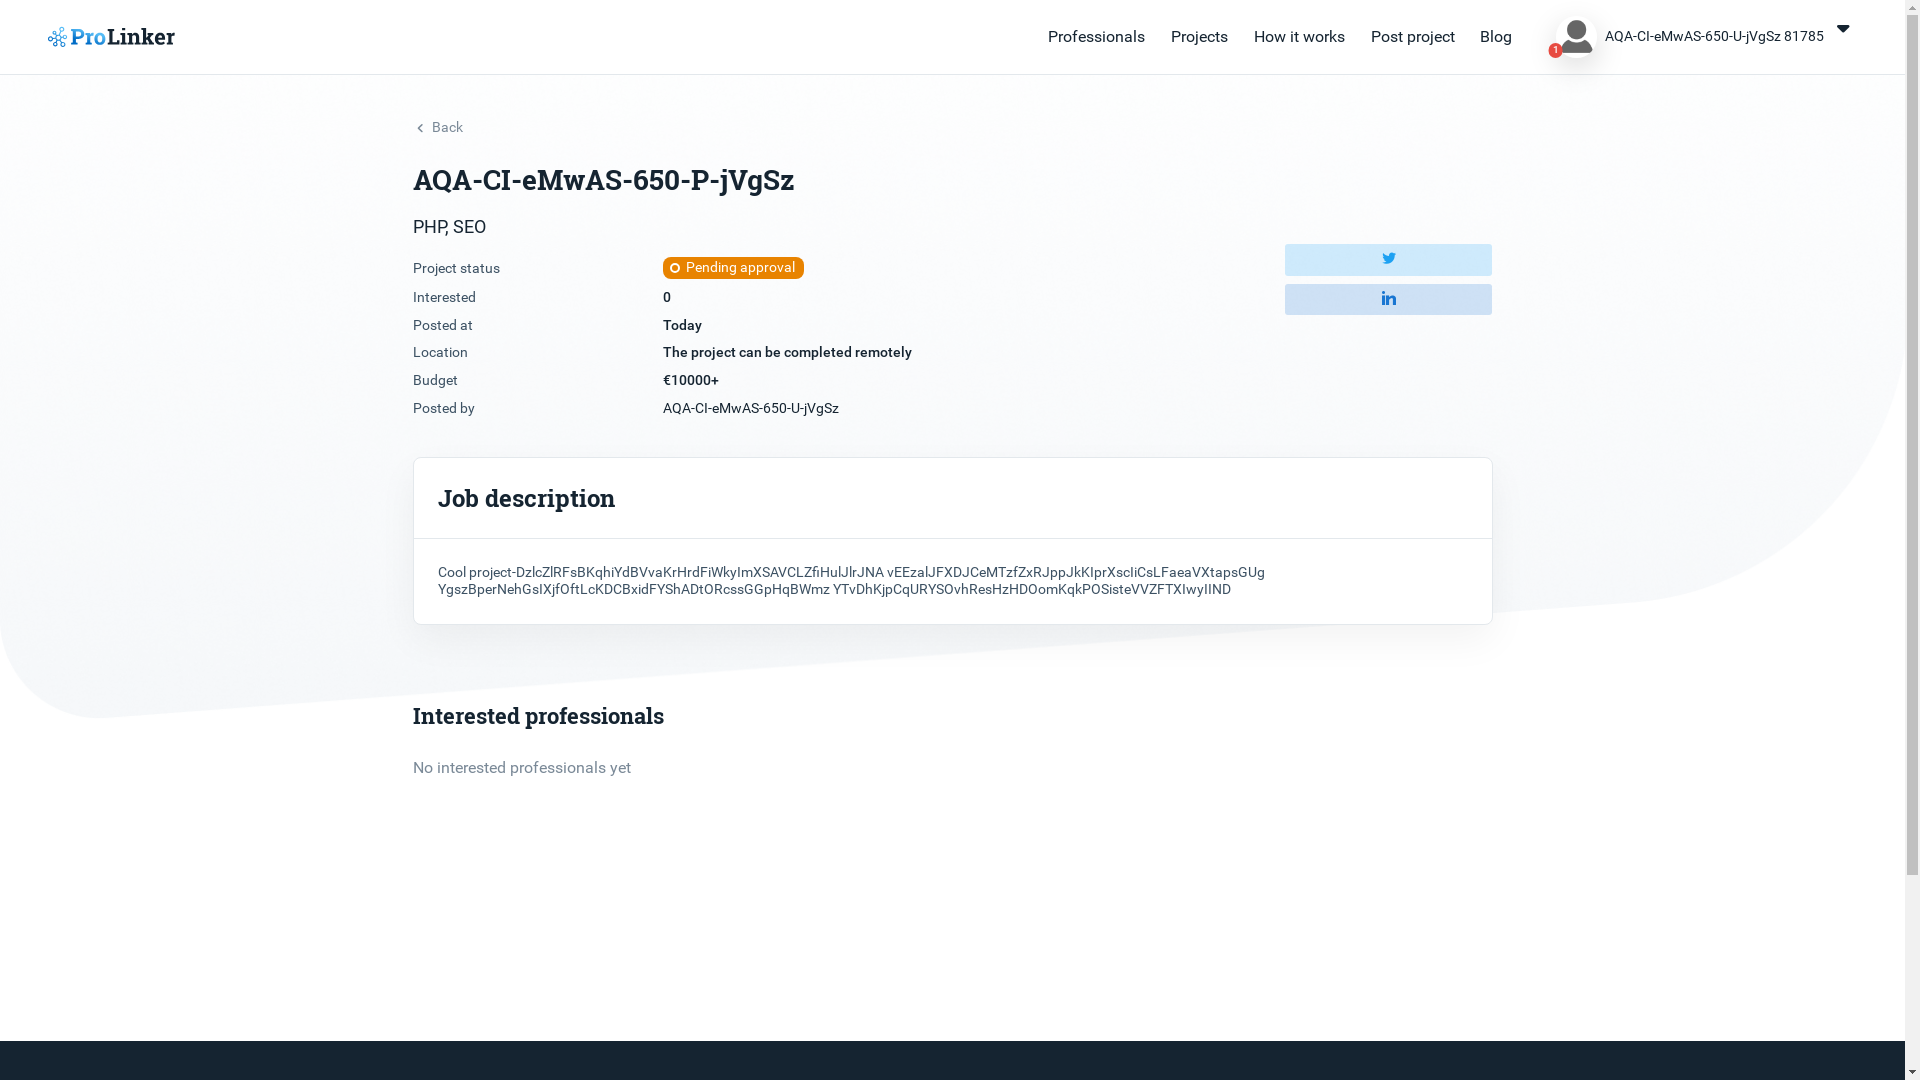 ProLinker
Professionals
Projects
How it works
Post project
Blog
1
AQA-CI-eMwAS-650-U-jVgSz 81785
Back
AQA-CI-eMwAS-650-P-jVgSz
PHP, SEO
Project status
Pending approval
Interested
0
Posted at
Today
Location
The project can be completed remotely
Budget
€10000+
Posted by
AQA-CI-eMwAS-650-U-jVgSz
Job description
Cool project-DzlcZlRFsBKqhiYdBVvaKrHrdFiWkyImXSAVCLZfiHulJlrJNA vEEzalJFXDJCeMTzfZxRJppJkKIprXscIiCsLFaeaVXtapsGUg
YgszBperNehGsIXjfOftLcKDCBxidFYShADtORcssGGpHqBWmz YTvDhKjpCqURYSOvhResHzHDOomKqkPOSisteVVZFTXIwyIIND
Interested professionals
No interested professionals yet